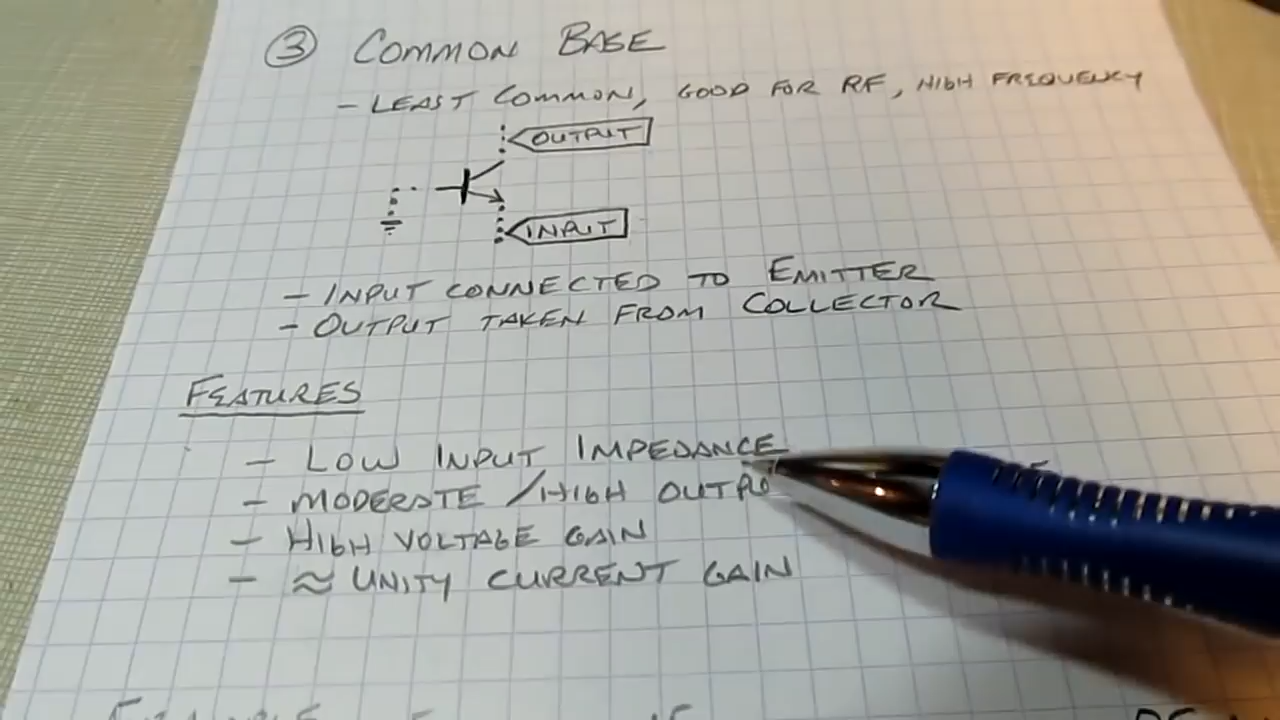 ③ COMMON BASE
- LEAST COMMON, GOOD FOR RF, HIGH FREQUENCY
OUTPUT
INPUT
- INPUT CONNECTED TO EMITTER
- OUTPUT TAKEN FROM COLLECTOR
FEATURES
- LOW INPUT IMPEDANCE
- MODERATE / HIGH OUTPU
- HIGH VOLTAGE GAIN
- ≈ UNITY CURRENT GAIN